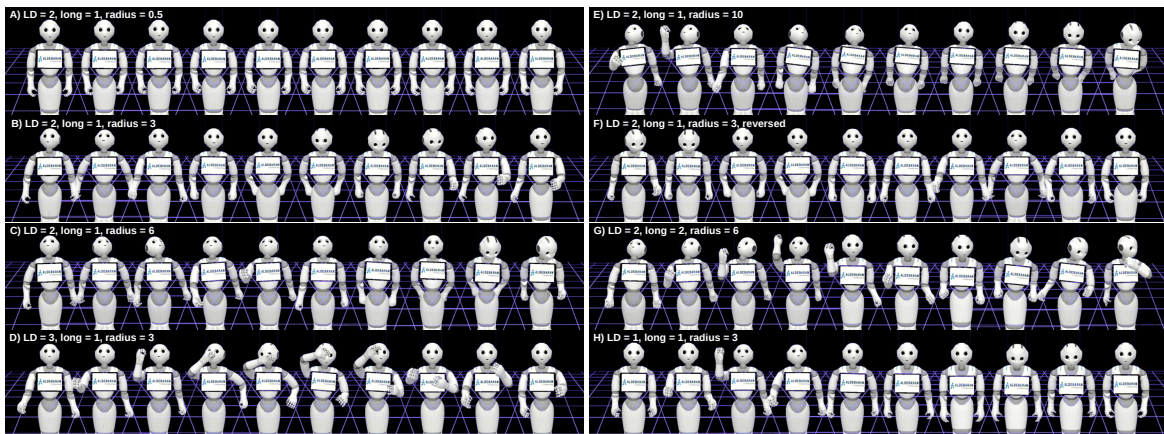 A) LD = 2, long = 1, radius = 0.5
B) LD = 2, long = 1, radius = 3
C) LD = 2, long = 1, radius = 6
D) LD = 3, long = 1, radius = 3
E) LD = 2, long = 1, radius = 10
F) LD = 2, long = 1, radius = 3, reversed
G) LD = 2, long = 2, radius = 6
H) LD = 1, long = 1, radius = 3
ALDEBARAN